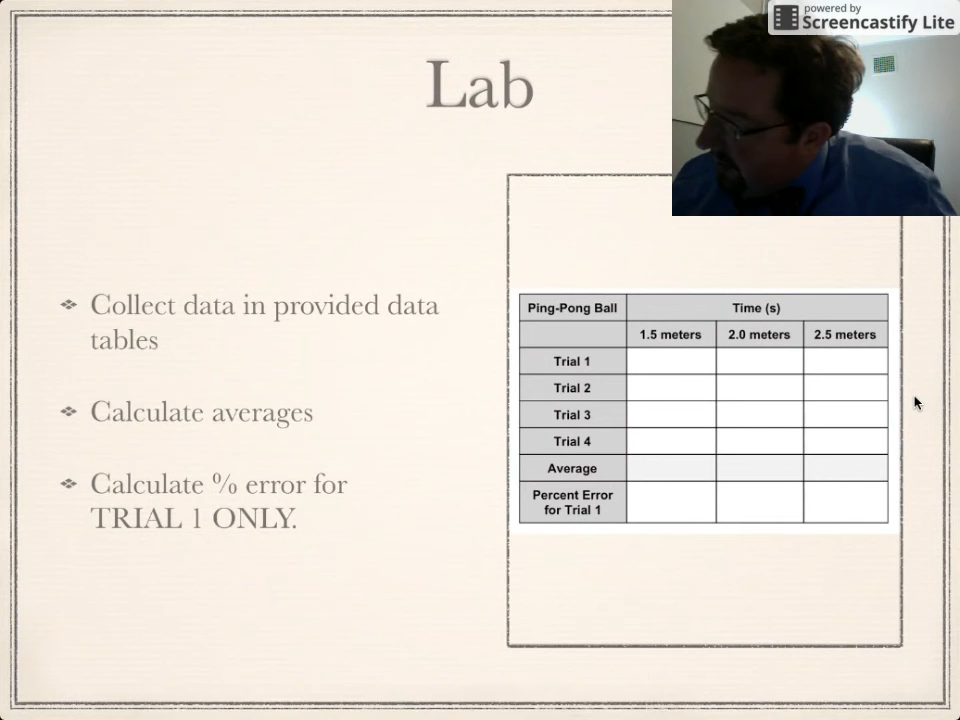 powered by
Screencastify Lite
Lab
Collect data in provided data
tables
Calculate averages
Calculate % error for
TRIAL 1 ONLY.
Ping-Pong Ball Time (s)
1.5 meters 2.0 meters 2.5 meters
Trial 1
Trial 2
Trial 3
Trial 4
Average
Percent Error
for Trial 1